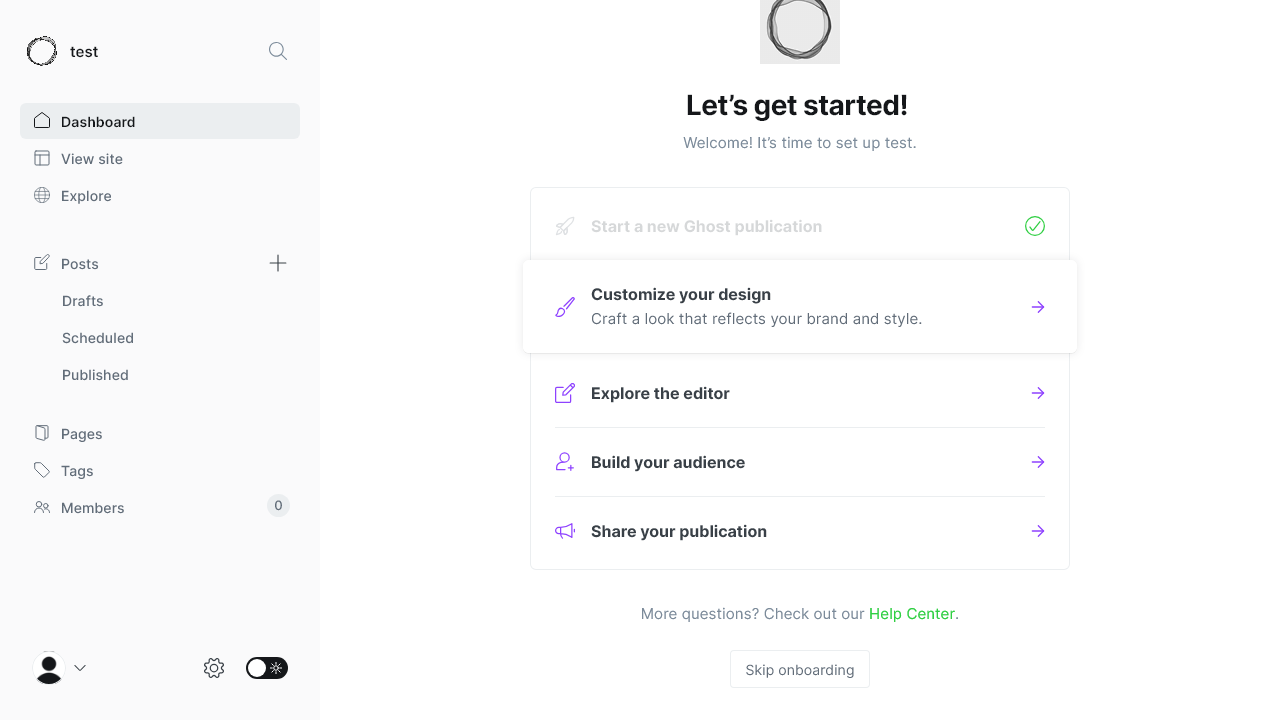 test
Dashboard
View site
Explore
Posts
Drafts
Scheduled
Published
Pages
Tags
Members
0
Let’s get started!
Welcome! It’s time to set up test.
Start a new Ghost publication
Customize your design
Craft a look that reflects your brand and style.
Explore the editor
Build your audience
Share your publication
More questions? Check out our Help Center.
Skip onboarding